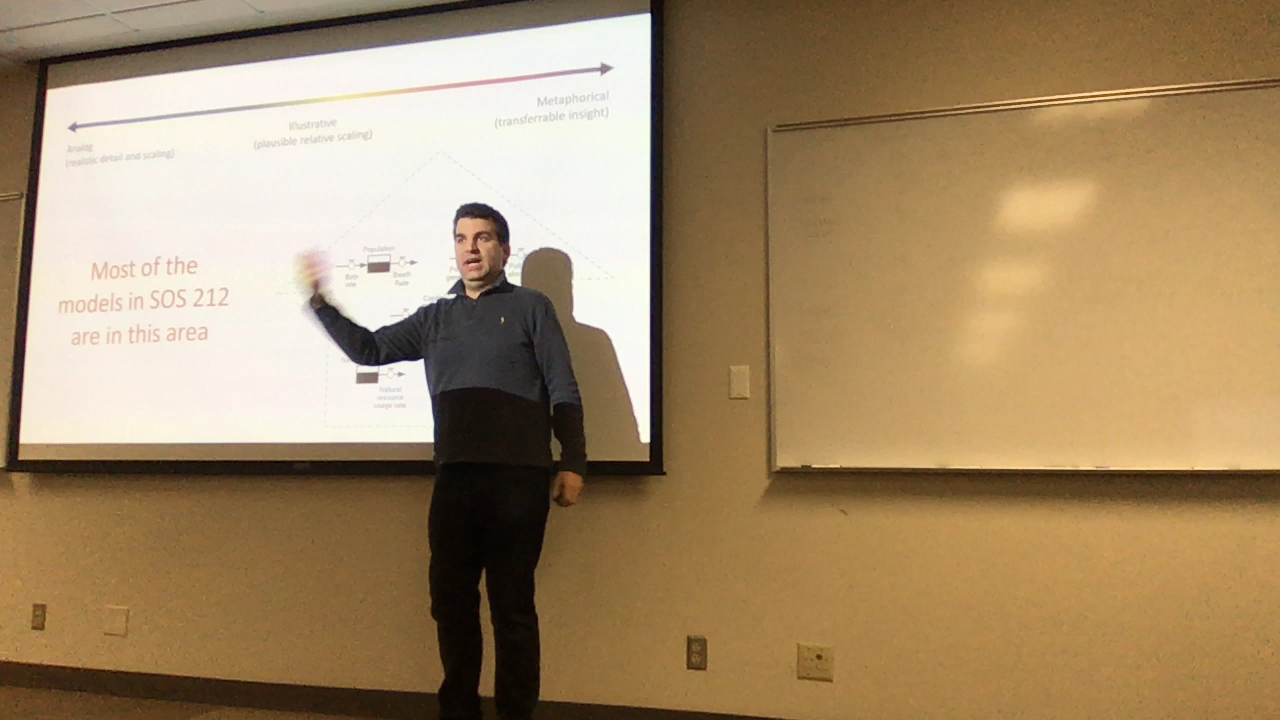 Metaphorical
(transferrable insight)
Illustrative
(plausible relative scaling)
Analog
(realistic detail and scaling)
Most of the
models in SOS 212
are in this area
Population
Birth
rate
Death
Rate
Natural
resource
usage rate